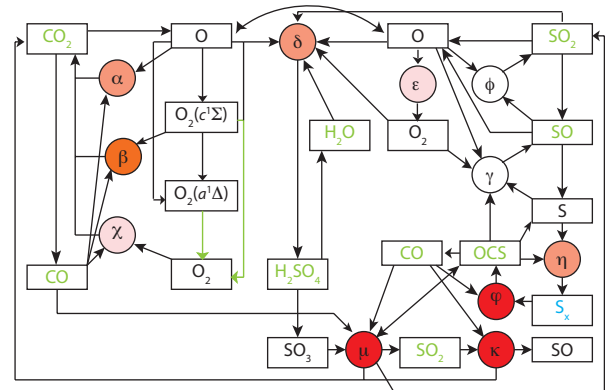 CO₂ O δ O SO₂
α ε ϕ
O₂(c¹Σ) H₂O O₂ SO
β γ
O₂(a¹Δ) S
χ CO OCS η
CO O₂ H₂SO₄ φ Sₓ
SO₃ μ SO₂ κ SO